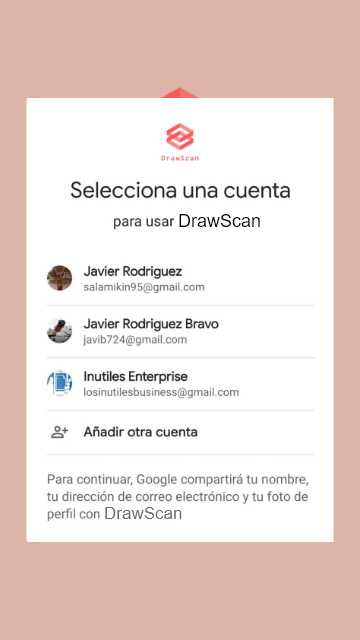 DrawScan
Selecciona una cuenta
para usar DrawScan
Javier Rodriguez
salamikin95@gmail.com
Javier Rodriguez Bravo
javib724@gmail.com
Inutiles Enterprise
losinutilesbusiness@gmail.com
Añadir otra cuenta
Para continuar, Google compartirá tu nombre,
tu dirección de correo electrónico y tu foto de
perfil con DrawScan